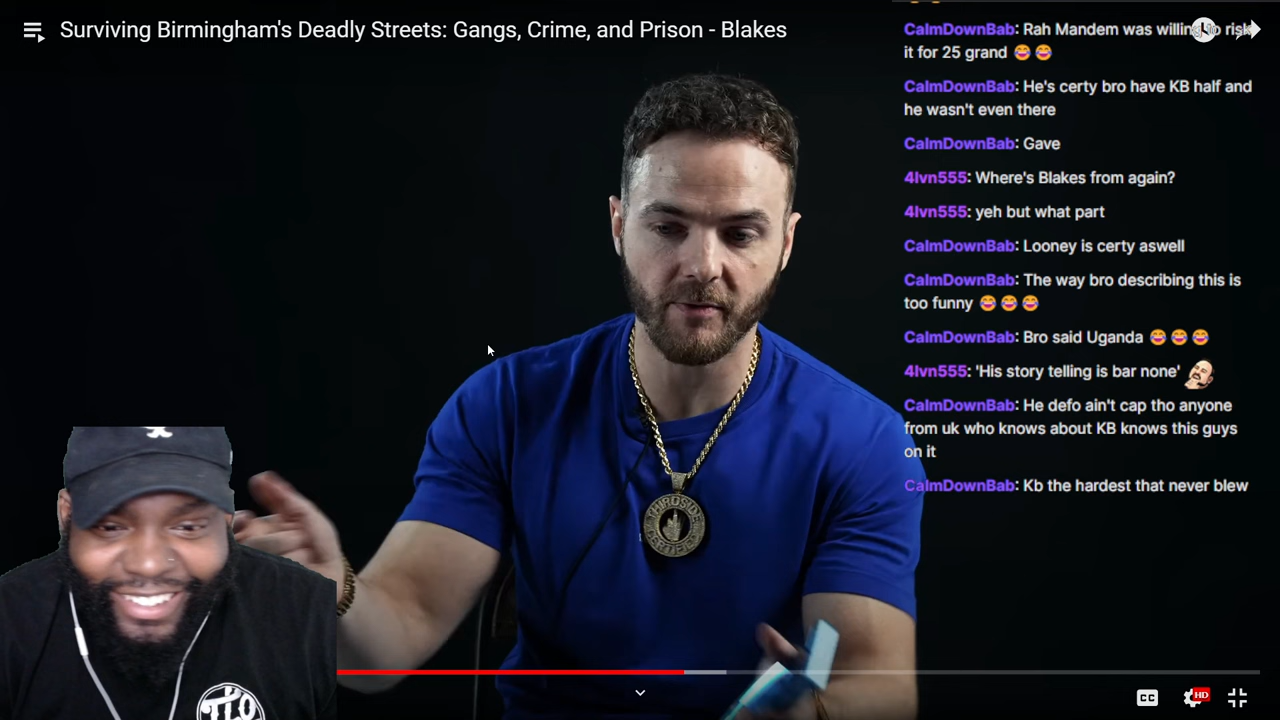 Surviving Birmingham's Deadly Streets: Gangs, Crime, and Prison - Blakes
CalmDownBab: Rah Mandem was willing to risk
it for 25 grand 😂 😂
CalmDownBab: He's certy bro have KB half and
he wasn't even there
CalmDownBab: Gave
4lvn555: Where's Blakes from again?
4lvn555: yeh but what part
CalmDownBab: Looney is certy aswell
CalmDownBab: The way bro describing this is
too funny 😂 😂 😂
CalmDownBab: Bro said Uganda 😂 😂 😂
4lvn555: 'His story telling is bar none'
CalmDownBab: He defo ain't cap tho anyone
from uk who knows about KB knows this guys
on it
CalmDownBab: Kb the hardest that never blew
THIRDSIDE
CERTIFIED
TLO
CC
HD